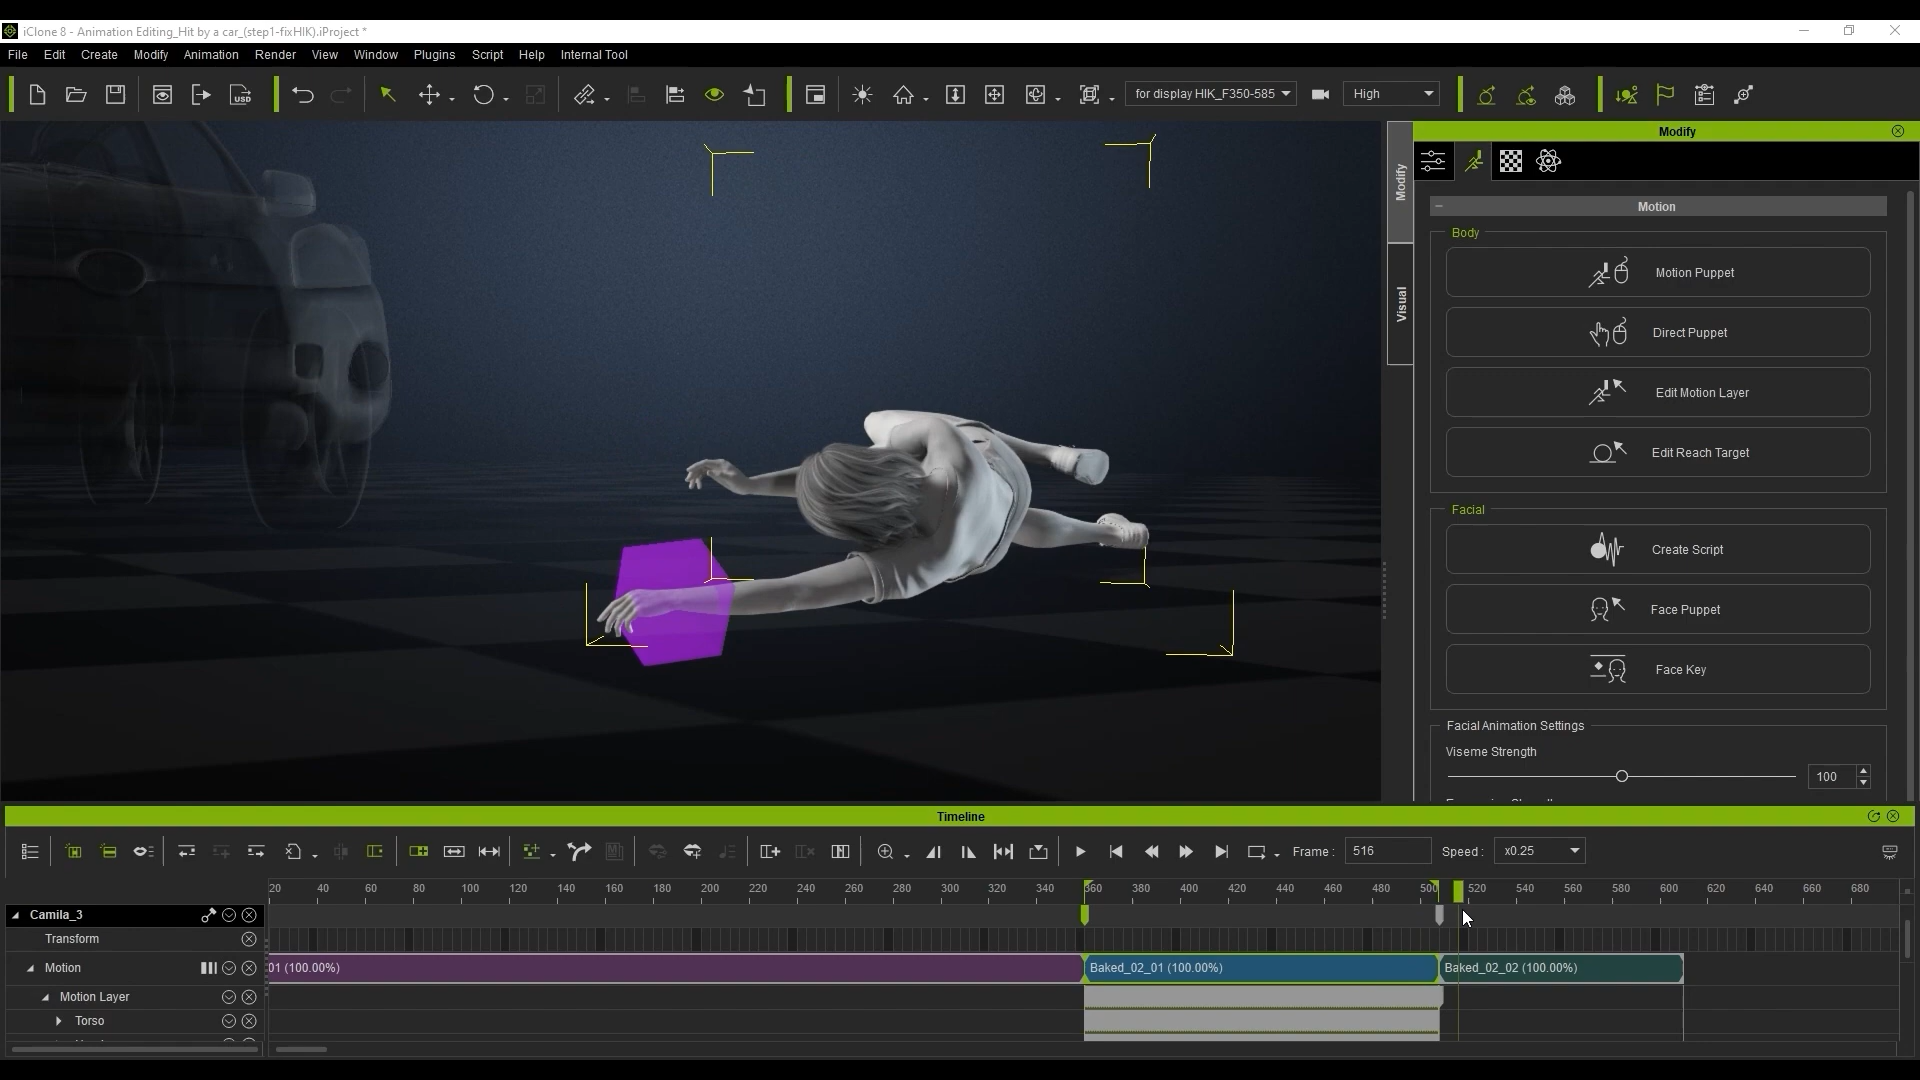 iClone 8 - Animation Editing_Hit by a car_(step1-fixHIK).iProject *
File Edit Create Modify Animation Render View Window Plugins Script Help Internal Tool
USD
for display HIK_F350-585
High
Modify
Modify
Visual
Motion
Body
Motion Puppet
Direct Puppet
Edit Motion Layer
Edit Reach Target
Facial
Create Script
Face Puppet
Face Key
Facial Animation Settings
Viseme Strength
100
Timeline
Frame : 516 Speed : x0.25
20 40 60 80 100 120 140 160 180 200 220 240 260 280 300 320 340 360 380 400 420 440 460 480 500 520 540 560 580 600 620 640 660 680
Camila_3
Transform
Motion
01 (100.00%) Baked_02_01 (100.00%) Baked_02_02 (100.00%)
Motion Layer
Torso